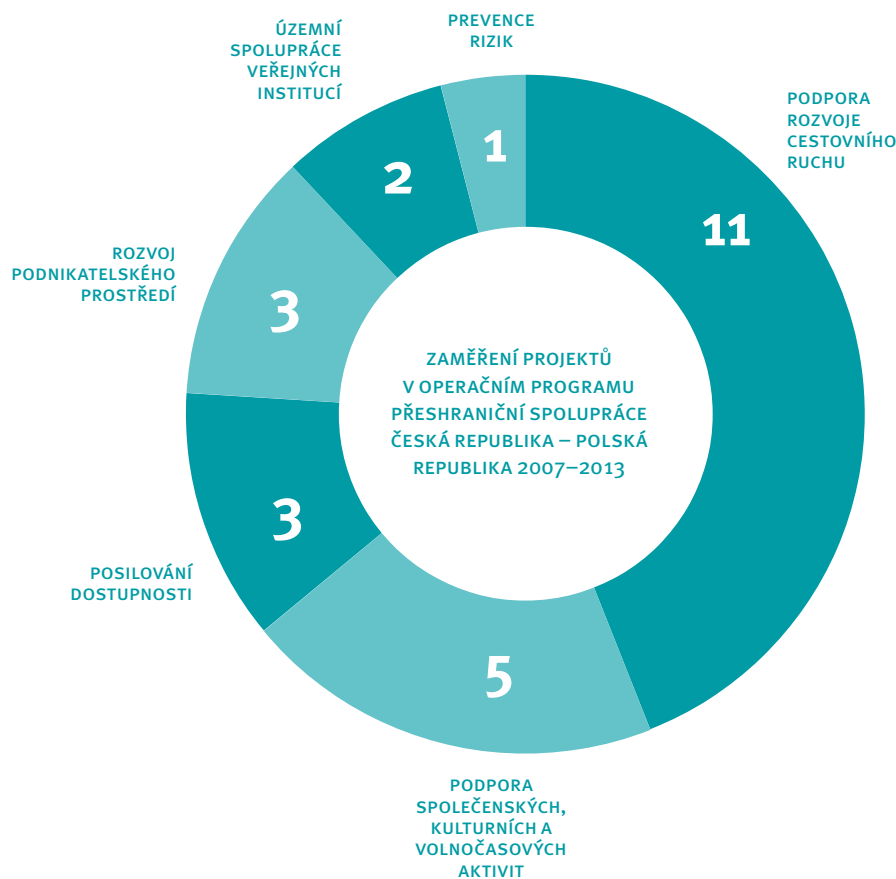 PREVENCE
RIZIK
1
PODPORA
ROZVOJE
CESTOVNÍHO
RUCHU
11
PODPORA
SPOLEČENSKÝCH,
KULTURNÍCH A
VOLNOČASOVÝCH
AKTIVIT
5
POSILOVÁNÍ
DOSTUPNOSTI
3
ROZVOJ
PODNIKATELSKÉHO
PROSTŘEDÍ
3
ÚZEMNÍ
SPOLUPRÁCE
VEŘEJNÝCH
INSTITUCÍ
2
ZAMĚŘENÍ PROJEKTŮ
V OPERAČNÍM PROGRAMU
PŘESHRANIČNÍ SPOLUPRÁCE
ČESKÁ REPUBLIKA – POLSKÁ
REPUBLIKA 2007–2013